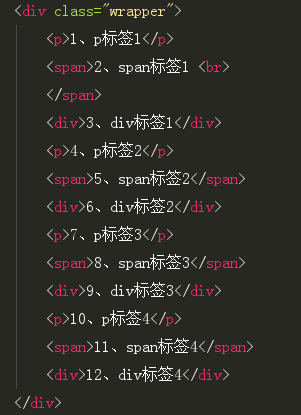 <div class="wrapper">
<p>1、p标签1</p>
<span>2、span标签1 <br>
</span>
<div>3、div标签1</div>
<p>4、p标签2</p>
<span>5、span标签2</span>
<div>6、div标签2</div>
<p>7、p标签3</p>
<span>8、span标签3</span>
<div>9、div标签3</div>
<p>10、p标签4</p>
<span>11、span标签4</span>
<div>12、div标签4</div>
</div>